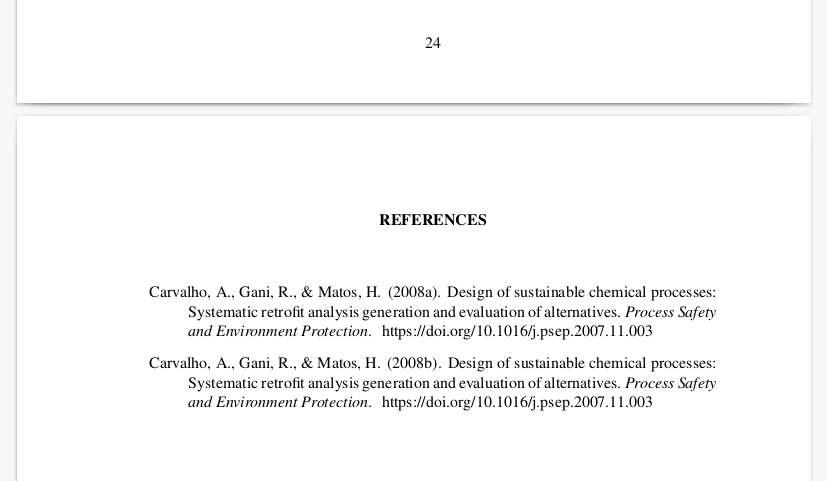 24
REFERENCES
Carvalho, A., Gani, R., & Matos, H. (2008a). Design of sustainable chemical processes:
Systematic retrofit analysis generation and evaluation of alternatives. Process Safety
and Environment Protection. https://doi.org/10.1016/j.psep.2007.11.003
Carvalho, A., Gani, R., & Matos, H. (2008b). Design of sustainable chemical processes:
Systematic retrofit analysis generation and evaluation of alternatives. Process Safety
and Environment Protection. https://doi.org/10.1016/j.psep.2007.11.003